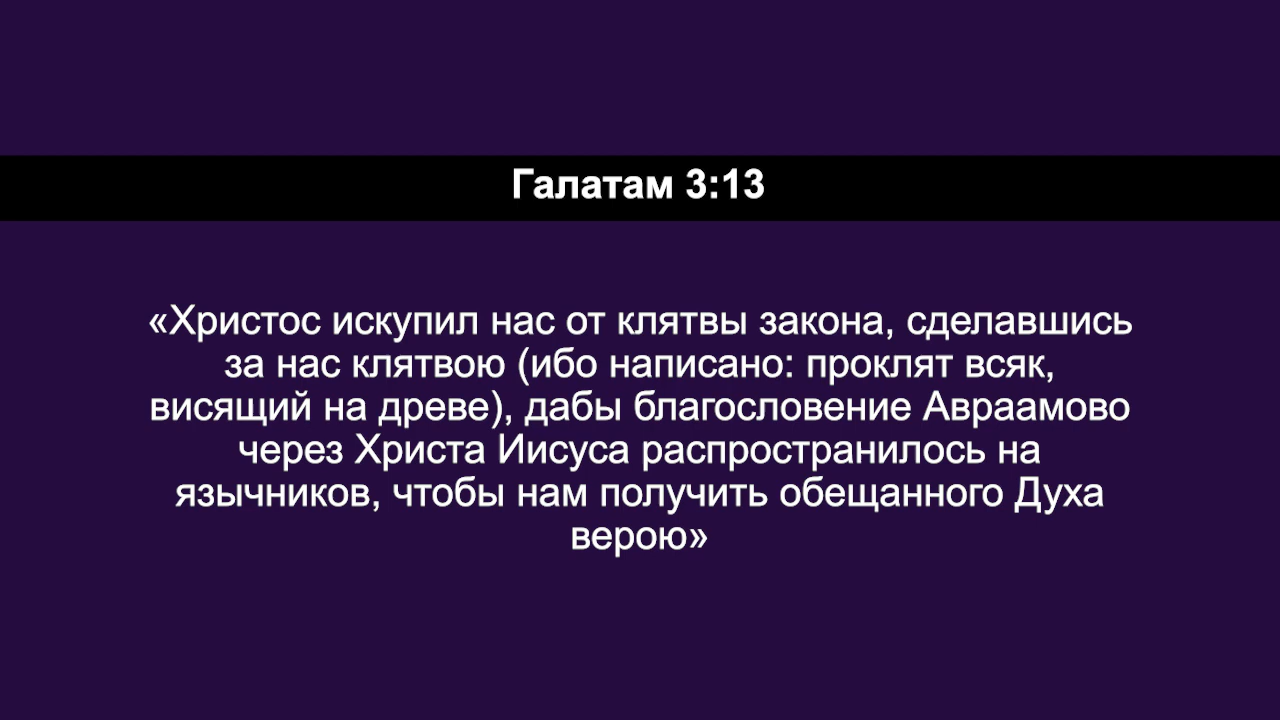 Галатам 3:13
«Христос искупил нас от клятвы закона, сделавшись
за нас клятвою (ибо написано: проклят всяк,
висящий на древе), дабы благословение Авраамово
через Христа Иисуса распространилось на
язычников, чтобы нам получить обещанного Духа
верою»